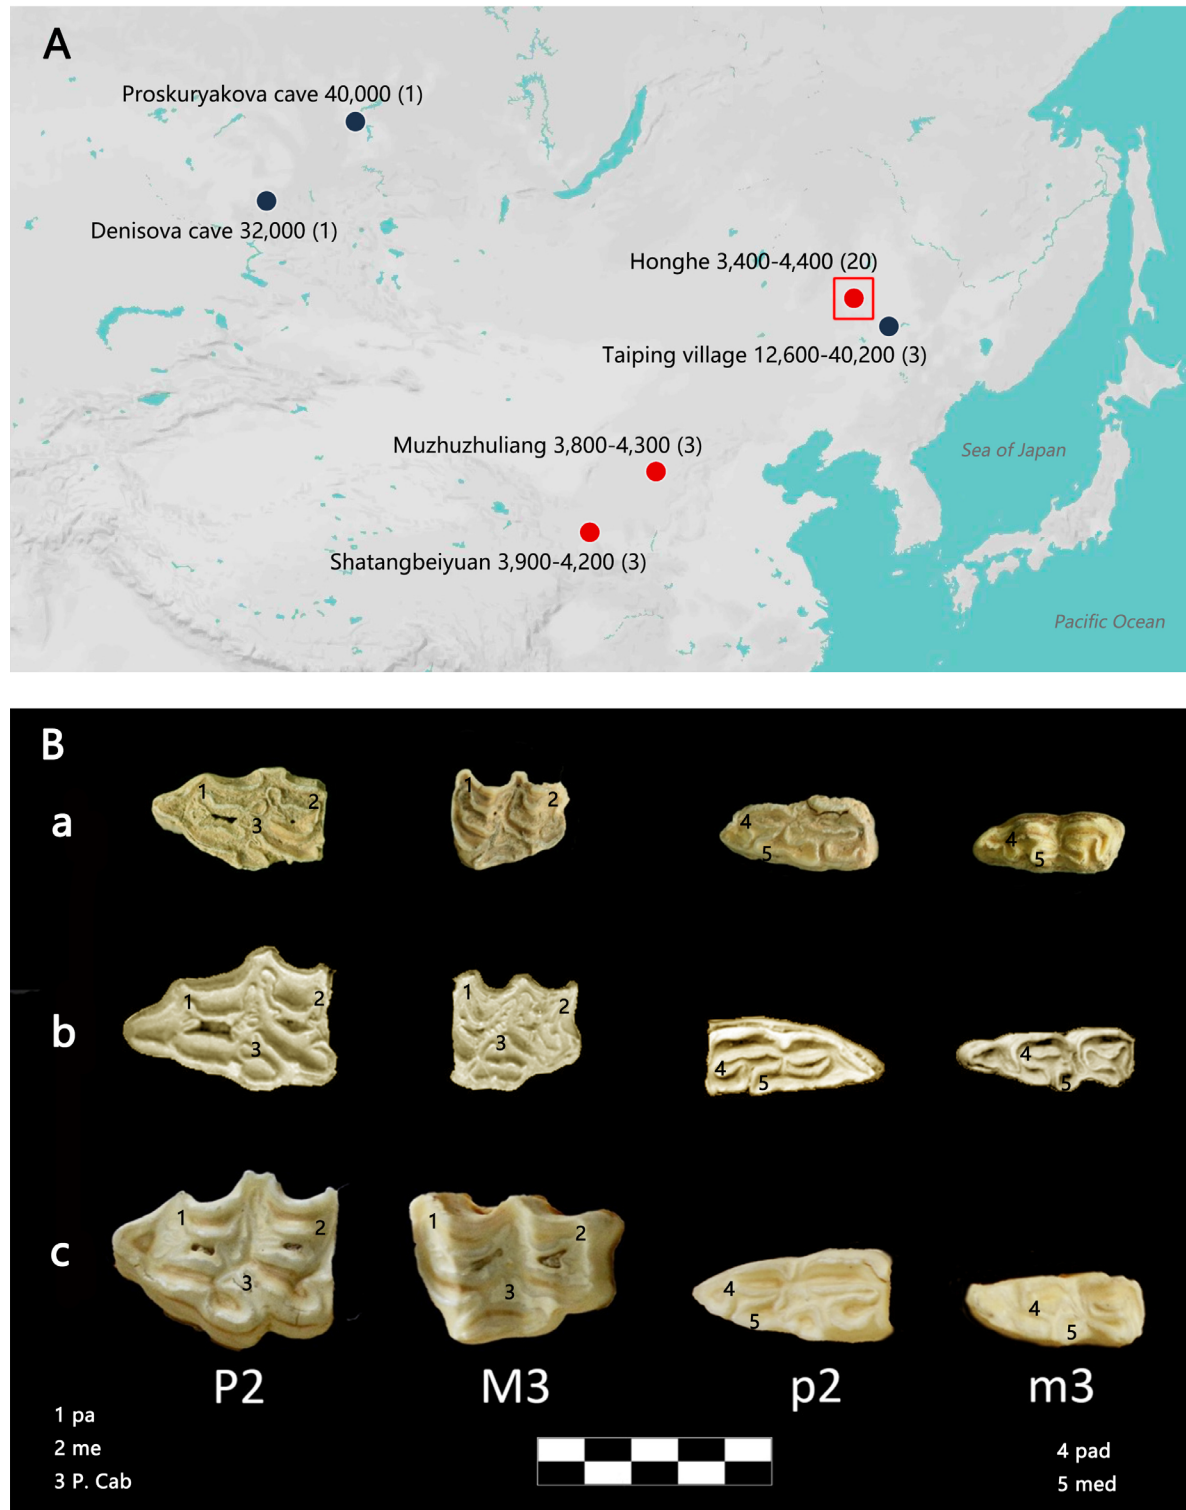 A
Proskuryakova cave 40,000 (1)
Denisova cave 32,000 (1)
Honghe 3,400-4,400 (20)
Taiping village 12,600-40,200 (3)
Muzhuzhuliang 3,800-4,300 (3)
Sea of Japan
Shatangbeiyuan 3,900-4,200 (3)
Pacific Ocean
B
a
1 2 3
1 2
4 5
4 5
b
1 2 3
1 2 3
4 5
4 5
c
1 2 3
1 2 3
4 5
4 5
P2 M3 p2 m3
1 pa
2 me
3 P. Cab
4 pad
5 med